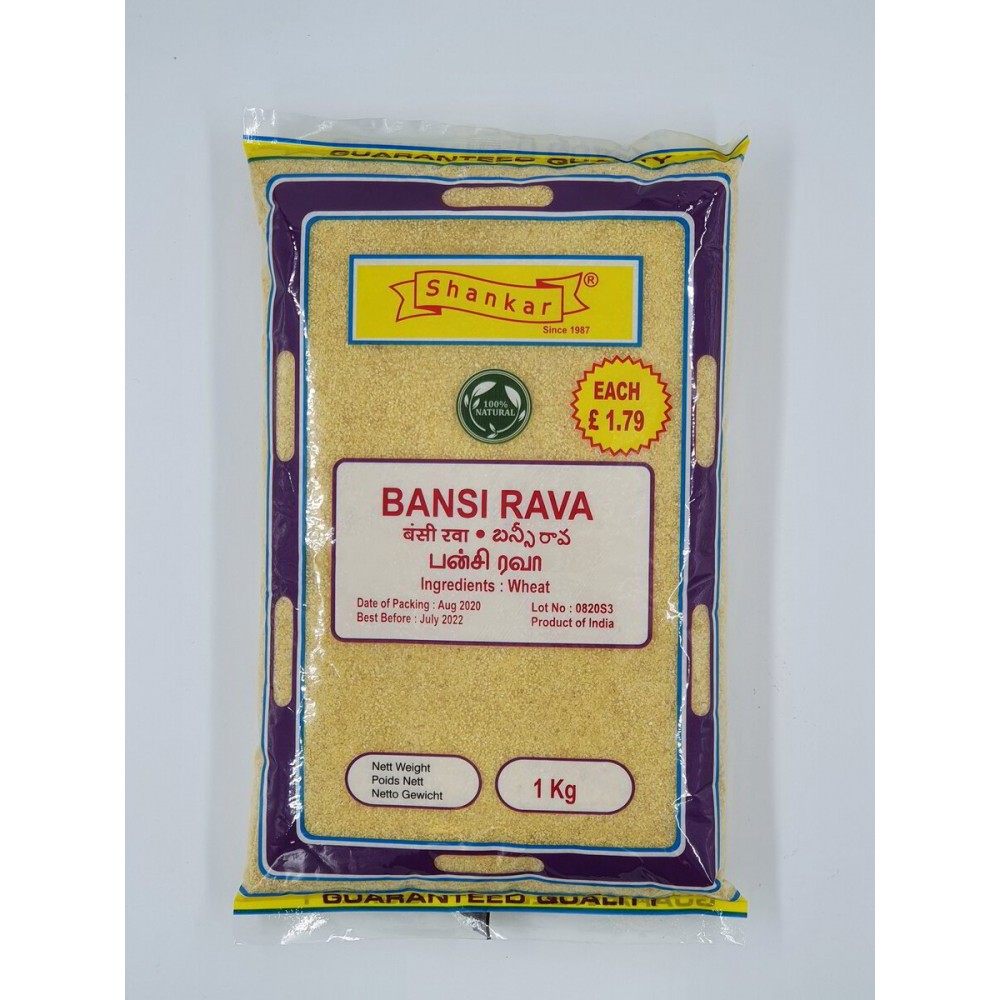 GUARANTEED QUALITY
Shankar ®
Since 1987
100%
NATURAL
EACH
£ 1.79
BANSI RAVA
बंसी रवा • బన్సీ రావ
பன்சி ரவா
Ingredients : Wheat
Date of Packing : Aug 2020
Lot No : 0820S3
Best Before : July 2022
Product of India
Nett Weight
Poids Nett
Netto Gewicht
1 Kg
GUARANTEED QUALI